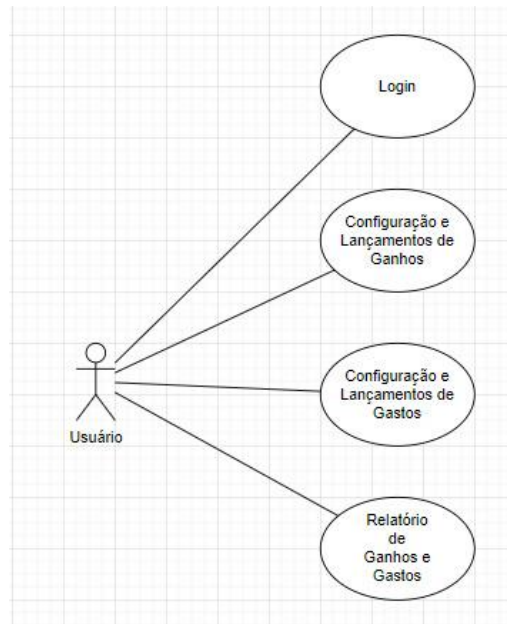 Login
Configuração e
Lançamentos de
Ganhos
Configuração e
Lançamentos de
Gastos
Usuário
Relatório
de
Ganhos e
Gastos